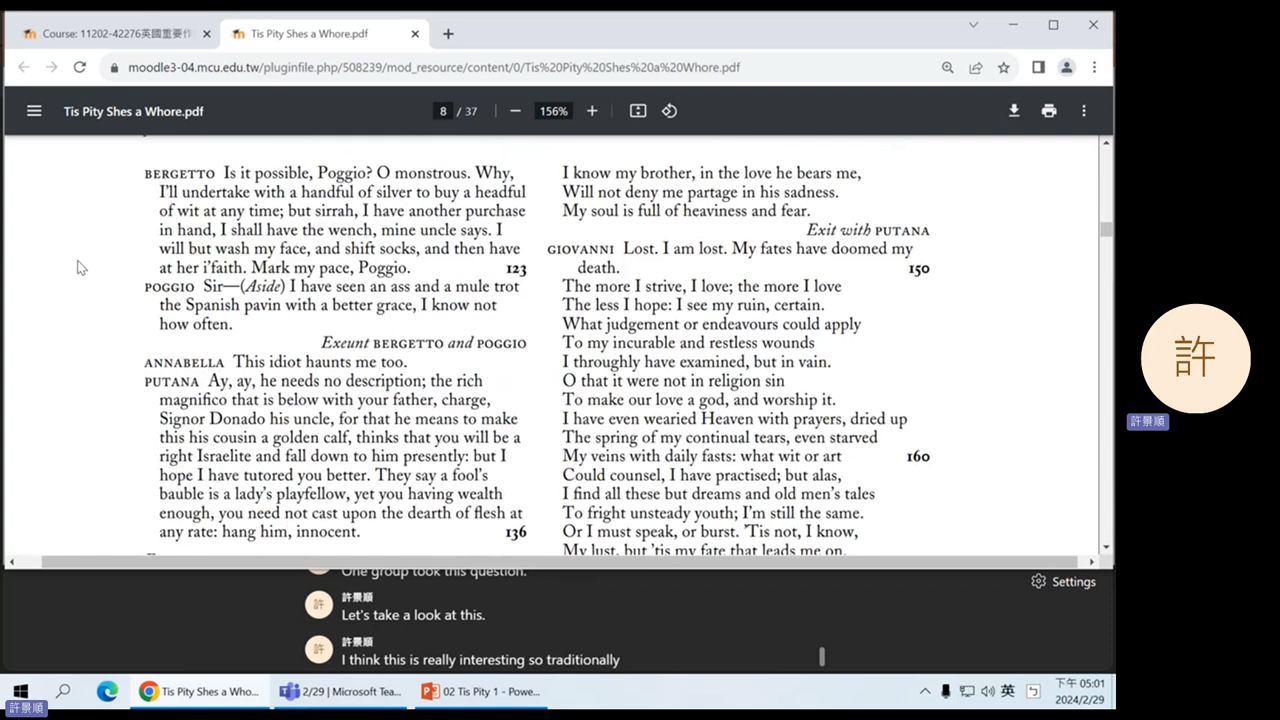 Course: 11202-42276英國重要作
Tis Pity Shes a Whore.pdf
moodle3-04.mcu.edu.tw/pluginfile.php/508239/mod_resource/content/0/Tis%20Pity%20Shes%20a%20Whore.pdf
Tis Pity Shes a Whore.pdf
8 / 37
156%
BERGETTO Is it possible, Poggio? O monstrous. Why,
I'll undertake with a handful of silver to buy a headful
of wit at any time; but sirrah, I have another purchase
in hand, I shall have the wench, mine uncle says. I
will but wash my face, and shift socks, and then have
at her i'faith. Mark my pace, Poggio. 123
POGGIO Sir—(Aside) I have seen an ass and a mule trot
the Spanish pavin with a better grace, I know not
how often.
Exeunt BERGETTO and POGGIO
ANNABELLA This idiot haunts me too.
PUTANA Ay, ay, he needs no description; the rich
magnifico that is below with your father, charge,
Signor Donado his uncle, for that he means to make
this his cousin a golden calf, thinks that you will be a
right Israelite and fall down to him presently: but I
hope I have tutored you better. They say a fool's
bauble is a lady's playfellow, yet you having wealth
enough, you need not cast upon the dearth of flesh at
any rate: hang him, innocent. 136
I know my brother, in the love he bears me,
Will not deny me partage in his sadness.
My soul is full of heaviness and fear.
Exit with PUTANA
GIOVANNI Lost. I am lost. My fates have doomed my
death. 150
The more I strive, I love; the more I love
The less I hope: I see my ruin, certain.
What judgement or endeavours could apply
To my incurable and restless wounds
I throughly have examined, but in vain.
O that it were not in religion sin
To make our love a god, and worship it.
I have even wearied Heaven with prayers, dried up
The spring of my continual tears, even starved
My veins with daily fasts: what wit or art 160
Could counsel, I have practised; but alas,
I find all these but dreams and old men's tales
To fright unsteady youth; I'm still the same.
Or I must speak, or burst. 'Tis not, I know,
My lust, but 'tis my fate that leads me on.
許
許景順
One group took this question.
許
許景順
Let's take a look at this.
許
許景順
I think this is really interesting so traditionally
Settings
Tis Pity Shes a Who...
2/29 | Microsoft Tea...
02 Tis Pity 1 - Powe...
英
下午 05:01
2024/2/29
許景順